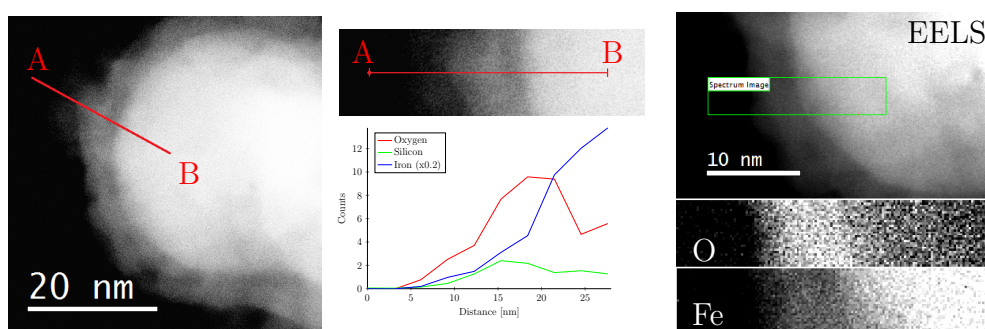 A
B
20 nm
A
B
Oxygen
Silicon
Iron (x0.2)
Counts
12
10
8
6
4
2
0
0
5
10
15
20
25
Distance [nm]
EELS
Spectrum Image
10 nm
O
Fe